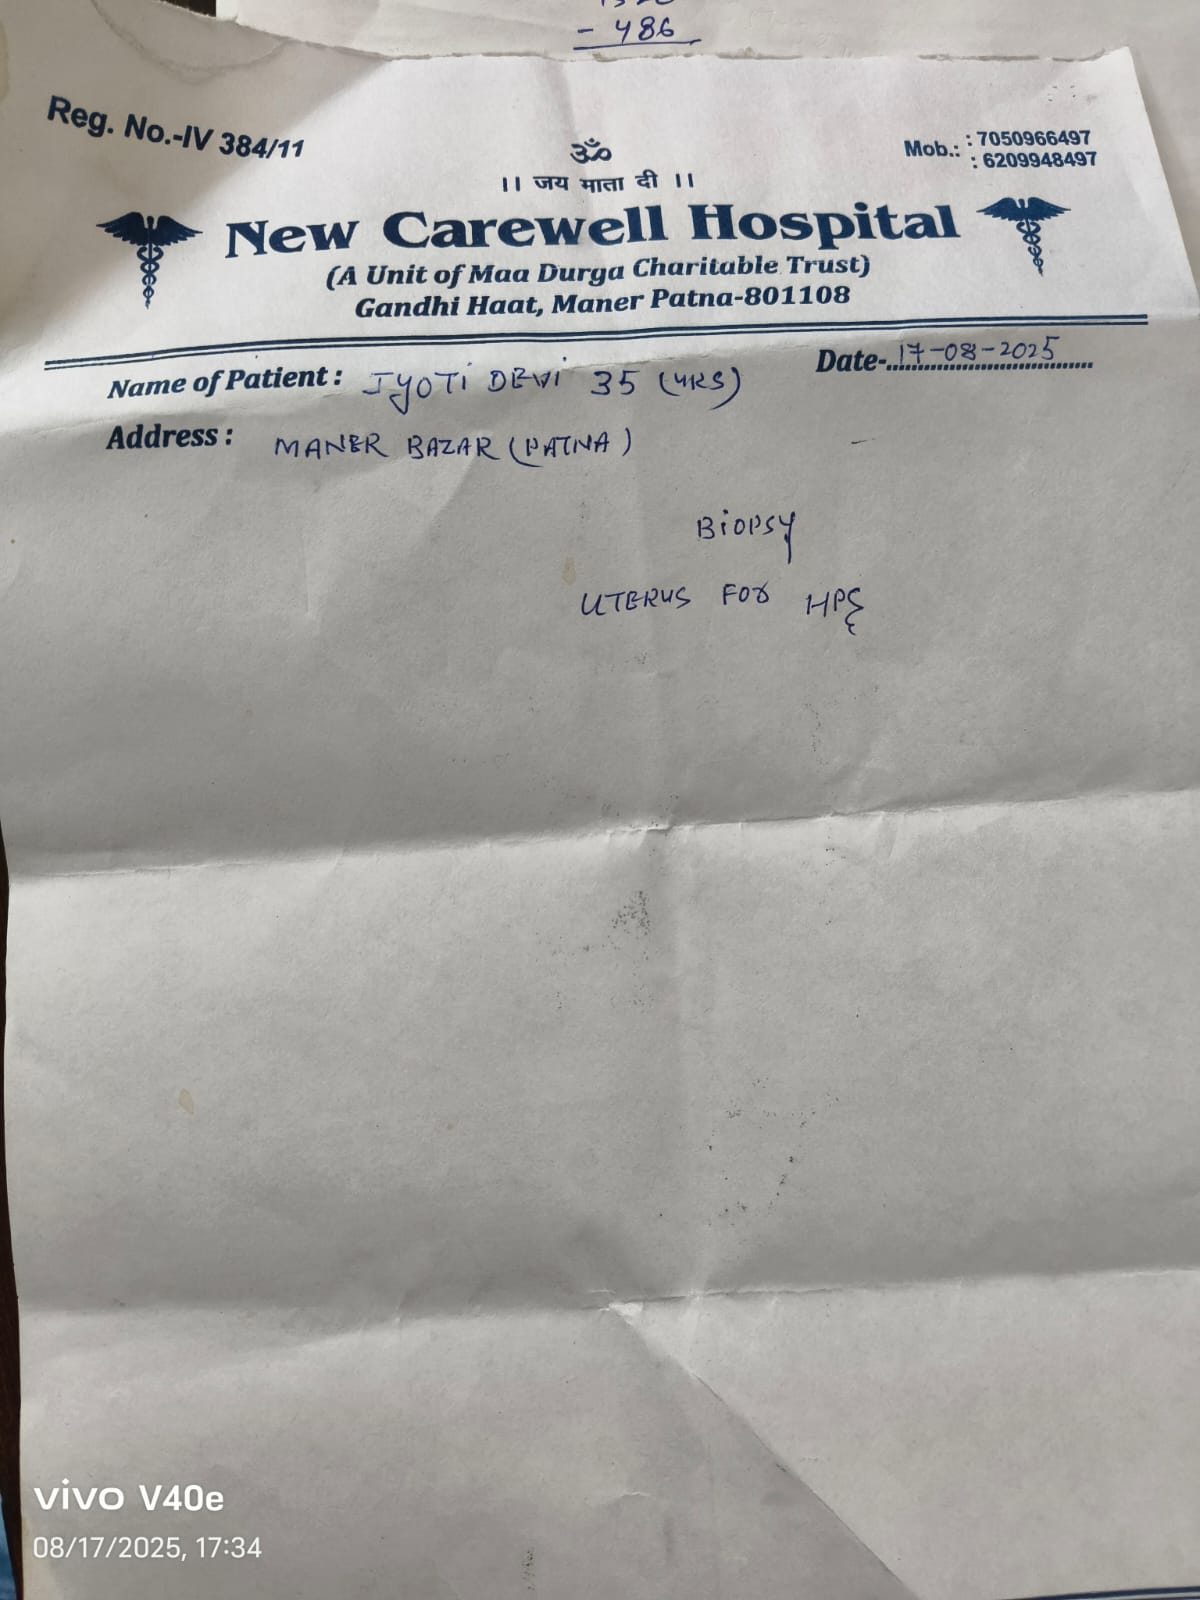 - 486
Reg. No.-IV 384/11
Mob.: : 7050966497
: 6209948497
ॐ
।। जय माता दी ।।
New Carewell Hospital
(A Unit of Maa Durga Charitable Trust)
Gandhi Haat, Maner Patna-801108
Date-.17-08-2025
Name of Patient : JYOTI DEVI 35 (YRS)
Address : MANER BAZAR (PATNA)
BiOPSY
UTERUS FOR HPE
vivo V40e
08/17/2025, 17:34